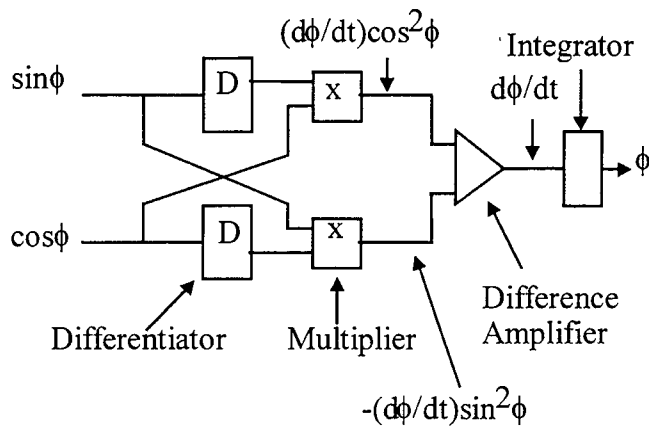 (dϕ/dt)cos²ϕ
Integrator
sinϕ
D
x
dϕ/dt
ϕ
cosϕ
D
x
Differentiator
Multiplier
Difference
Amplifier
-(dϕ/dt)sin²ϕ